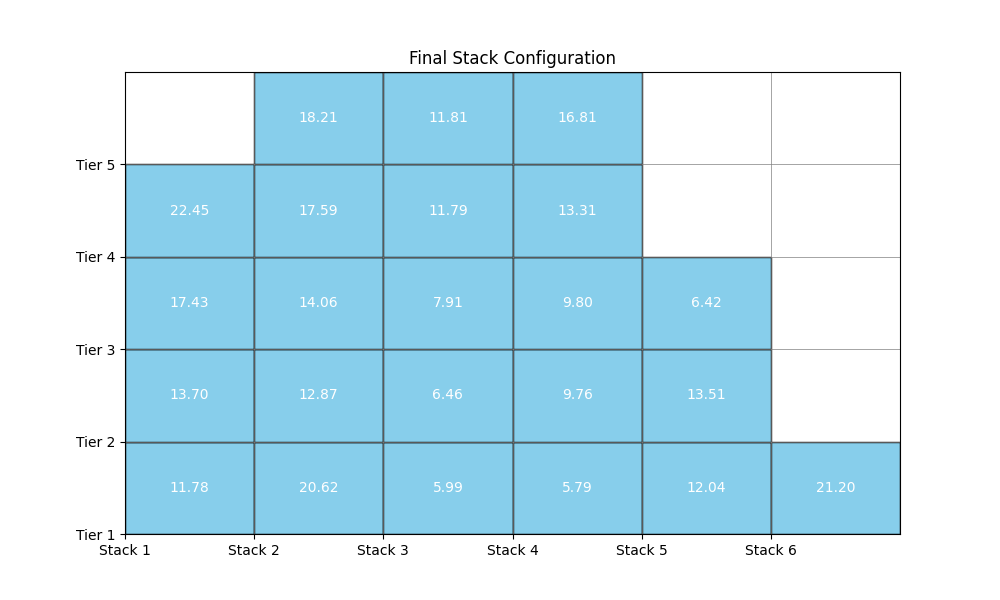 Final Stack Configuration
18.21 11.81 16.81
Tier 5
22.45 17.59 11.79 13.31
Tier 4
17.43 14.06 7.91 9.80 6.42
Tier 3
13.70 12.87 6.46 9.76 13.51
Tier 2
11.78 20.62 5.99 5.79 12.04 21.20
Tier 1
Stack 1 Stack 2 Stack 3 Stack 4 Stack 5 Stack 6